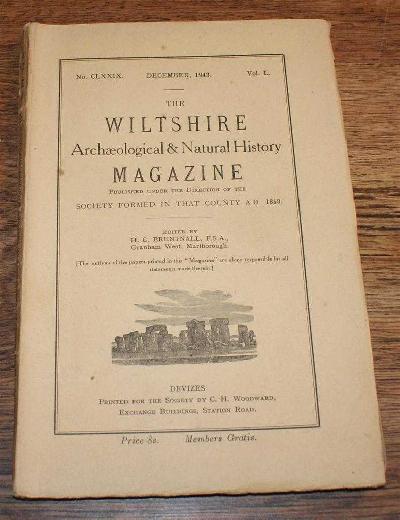 No. CLXXIX. DECEMBER, 1943. Vol. L.
THE
WILTSHIRE
Archæological & Natural History
MAGAZINE
PUBLISHED UNDER THE DIRECTION OF THE
SOCIETY FORMED IN THAT COUNTY A.D. 1853.
EDITED BY
H. C. BRENTNALL, F.S.A.,
Granham West, Marlborough.
[The authors of the papers printed in this "Magazine" are alone responsible for all
statements made therein.]
DEVIZES
PRINTED FOR THE SOCIETY BY C. H. WOODWARD,
EXCHANGE BUILDINGS, STATION ROAD.
Price 8s. Members Gratis.